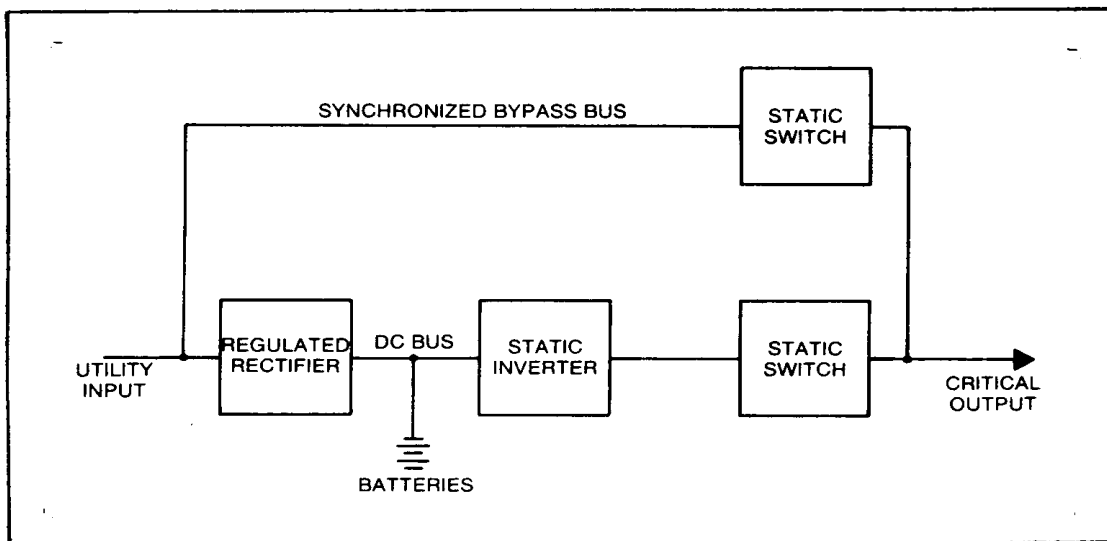 SYNCHRONIZED BYPASS BUS
STATIC
SWITCH
UTILITY
INPUT
REGULATED
RECTIFIER
DC BUS
BATTERIES
STATIC
INVERTER
STATIC
SWITCH
CRITICAL
OUTPUT